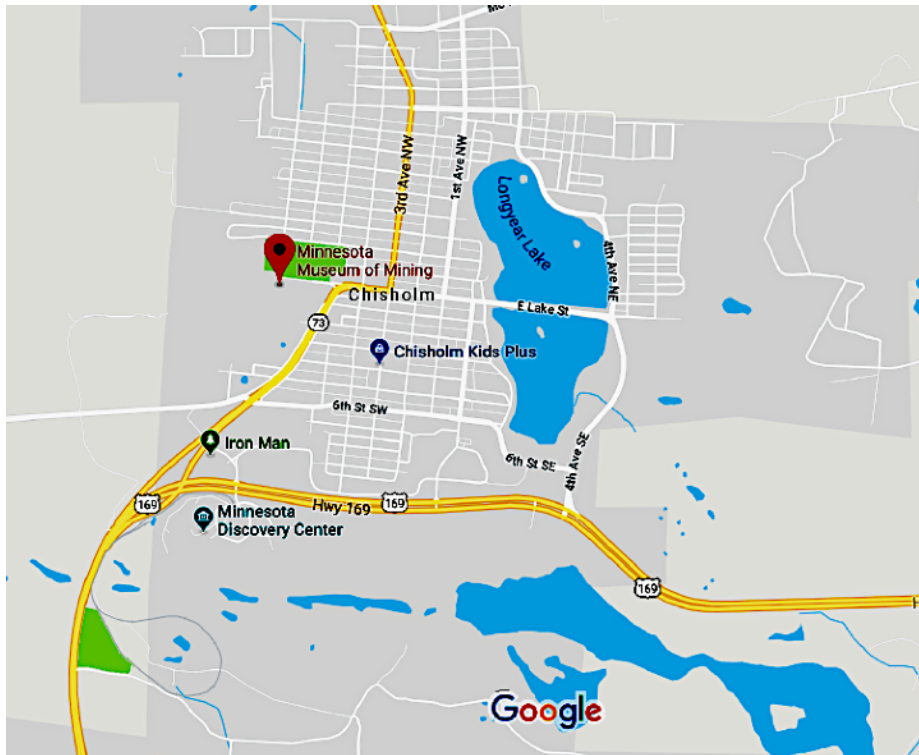 3rd Ave NW
1st Ave NW
Longyear Lake
4th Ave NE
Minnesota
Museum of Mining
Chisholm
E Lake St
73
Chisholm Kids Plus
6th St SW
Iron Man
6th St SE
4th Ave SE
169
Hwy 169
169
Minnesota
Discovery Center
169
H
Google